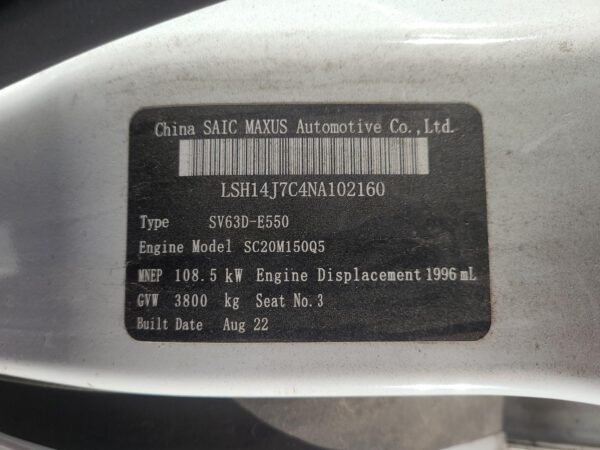 China SAIC MAXUS Automotive Co.,Ltd.
LSH14J7C4NA102160
Type SV63D-E550
Engine Model SC20M150Q5
MNEP 108.5 kW Engine Displacement 1996 mL
GVW 3800 kg Seat No.3
Built Date Aug 22